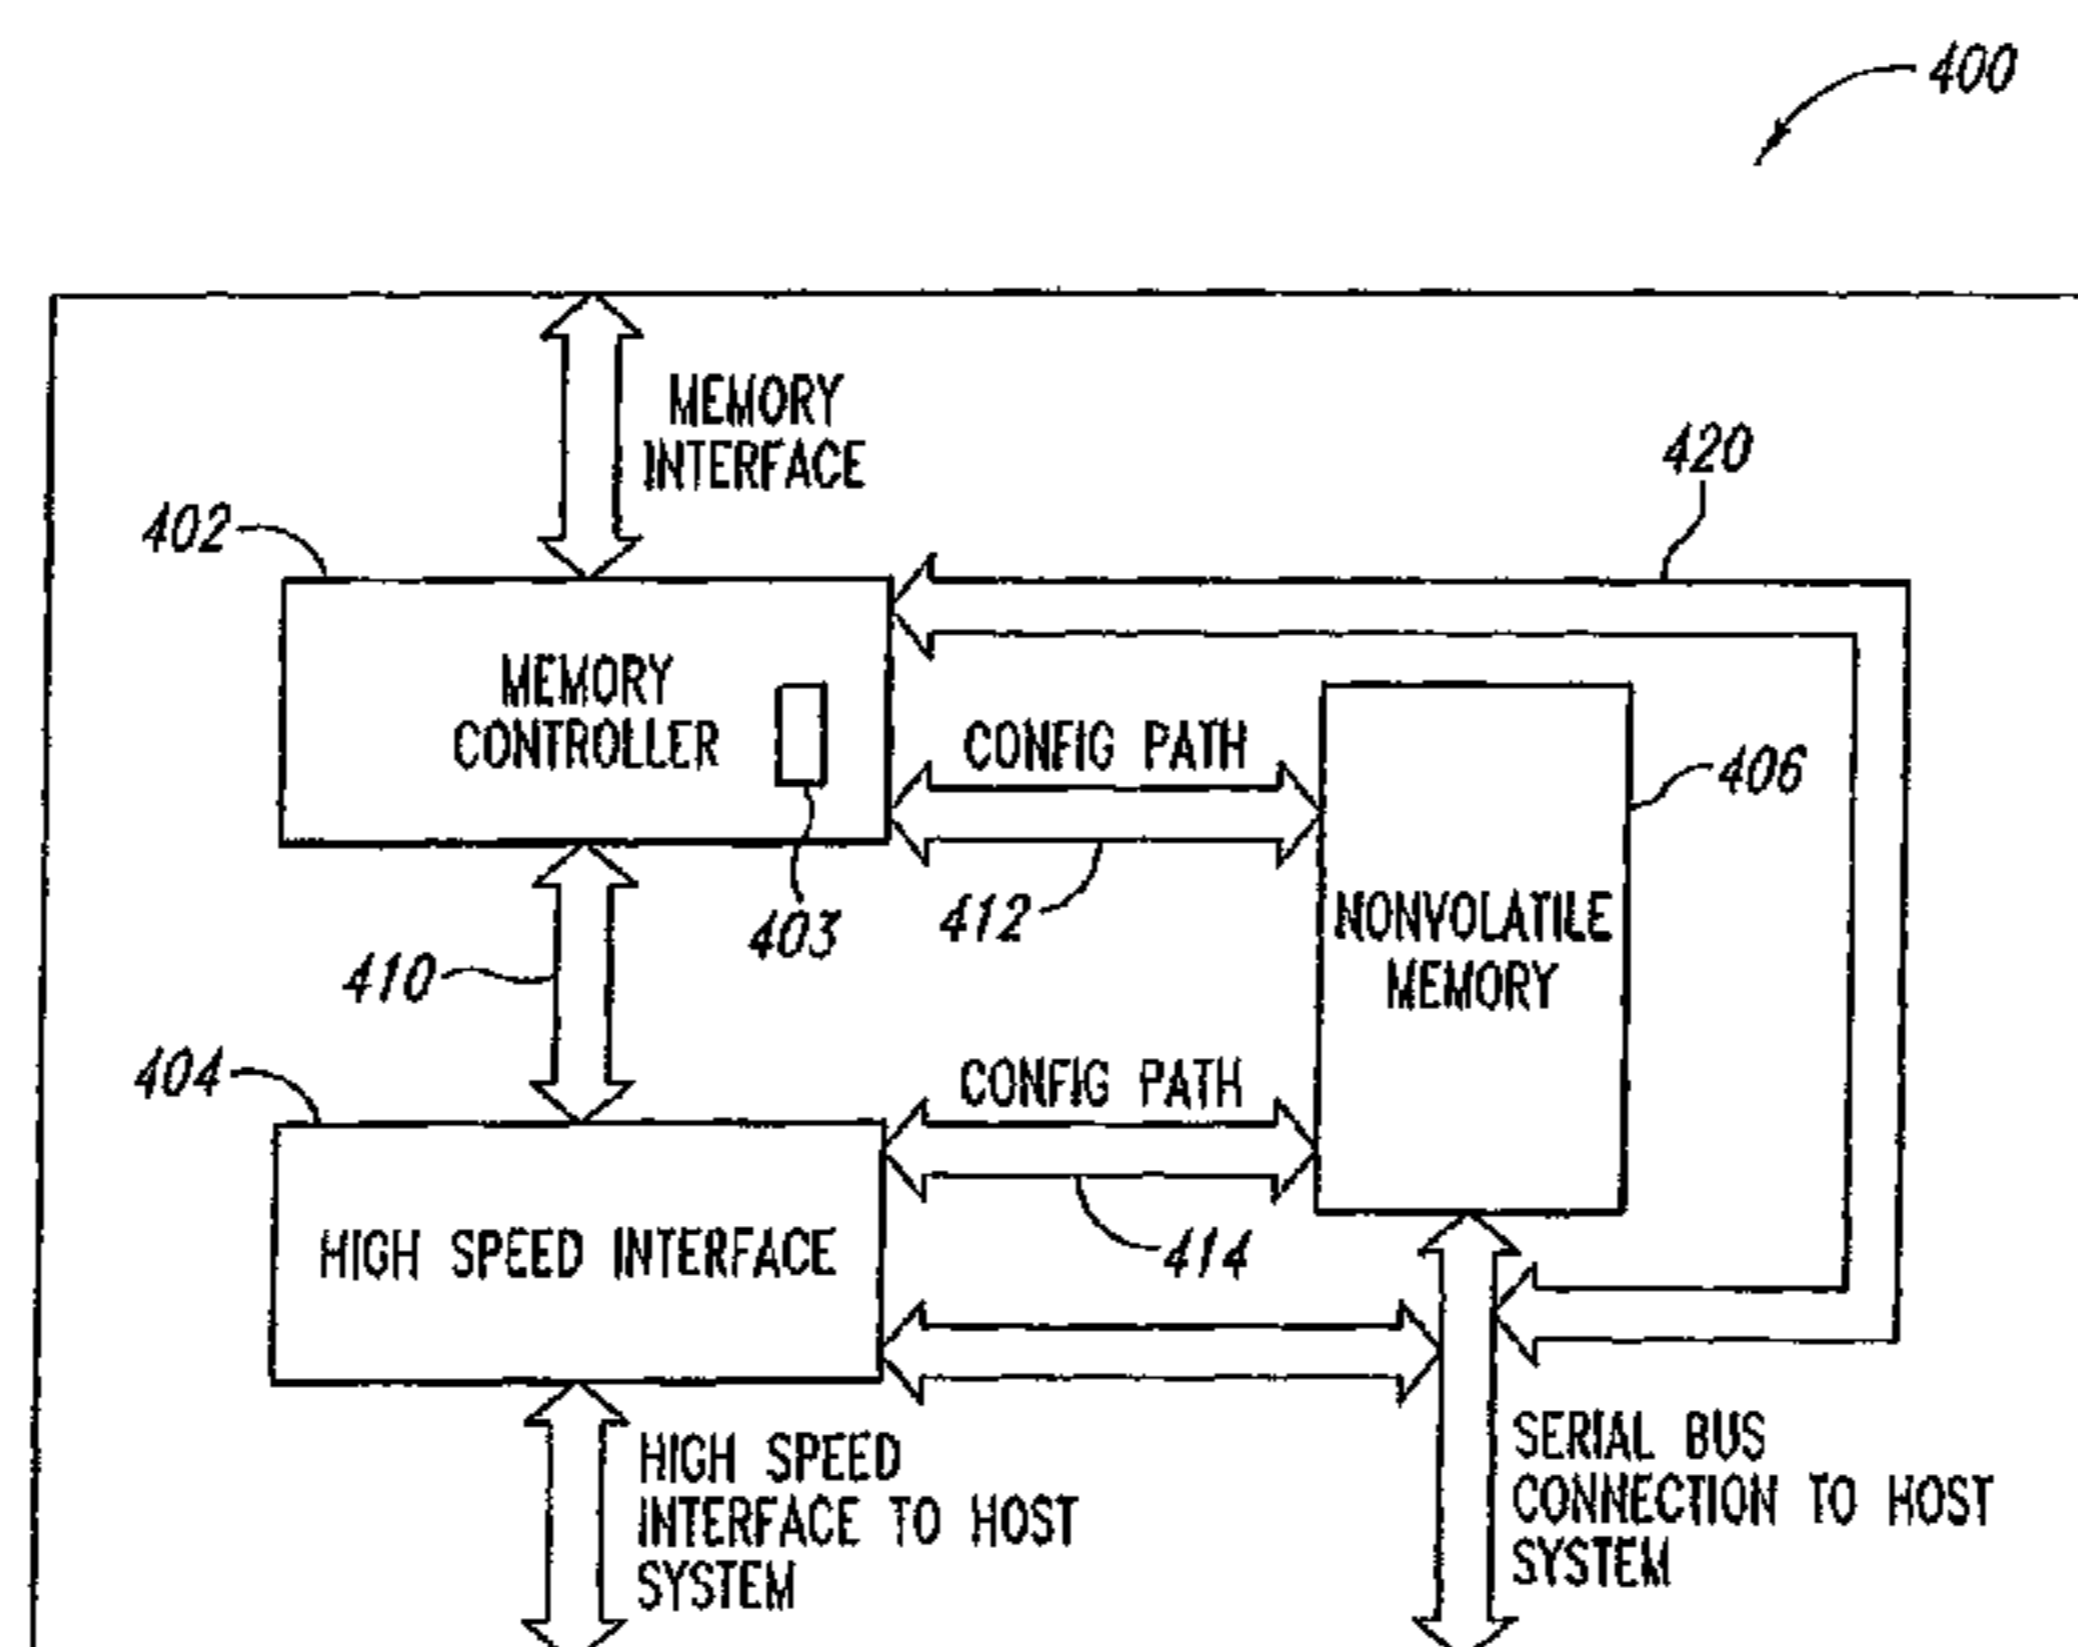 400
MEMORY
INTERFACE
420
402
MEMORY
CONTROLLER
CONFIG PATH
406
403
412
NONVOLATILE
MEMORY
410
404
CONFIG PATH
HIGH SPEED INTERFACE
414
HIGH SPEED
INTERFACE TO HOST
SYSTEM
SERIAL BUS
CONNECTION TO HOST
SYSTEM